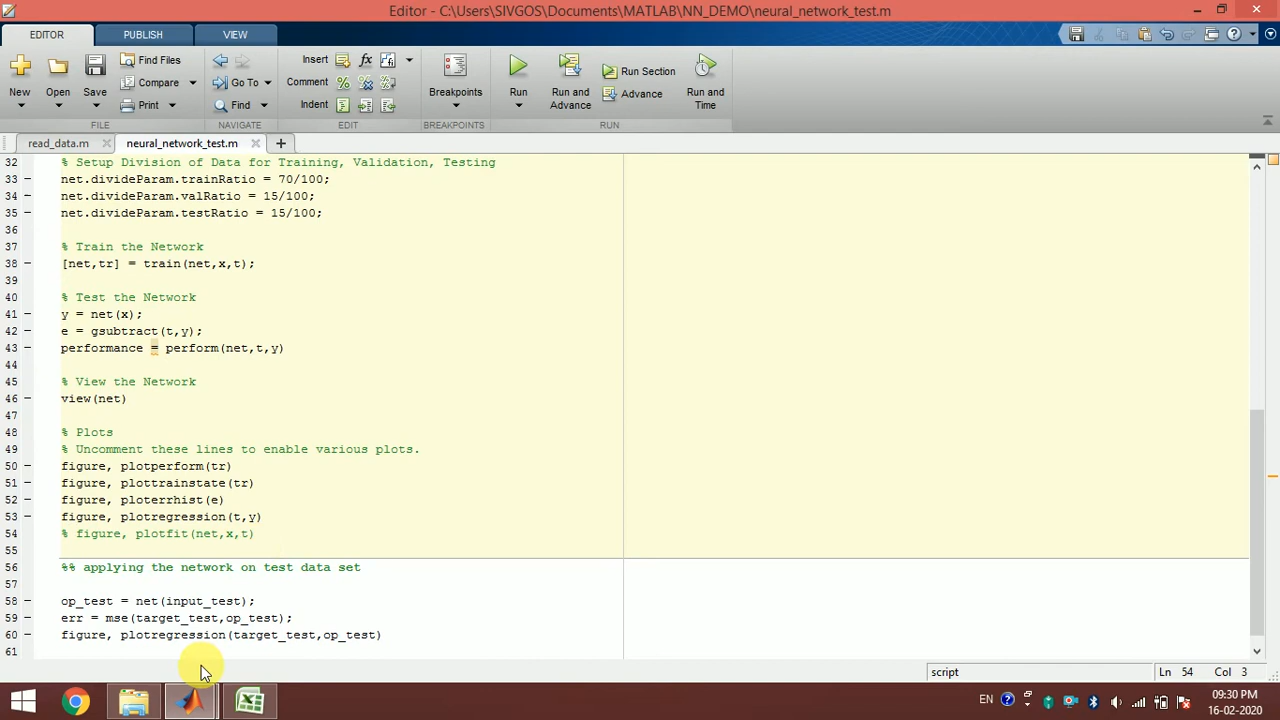 Editor - C:\Users\SIVGOS\Documents\MATLAB\NN_DEMO\neural_network_test.m
EDITOR PUBLISH VIEW
New Open Save Find Files Compare Print
Go To Find
Insert fx
Comment
Indent
Breakpoints
Run Run and Advance Run Section Advance Run and Time
FILE NAVIGATE EDIT BREAKPOINTS RUN
read_data.m neural_network_test.m
32 % Setup Division of Data for Training, Validation, Testing
33 net.divideParam.trainRatio = 70/100;
34 net.divideParam.valRatio = 15/100;
35 net.divideParam.testRatio = 15/100;
36
37 % Train the Network
38 [net,tr] = train(net,x,t);
39
40 % Test the Network
41 y = net(x);
42 e = gsubtract(t,y);
43 performance = perform(net,t,y)
44
45 % View the Network
46 view(net)
47
48 % Plots
49 % Uncomment these lines to enable various plots.
50 figure, plotperform(tr)
51 figure, plottrainstate(tr)
52 figure, ploterrhist(e)
53 figure, plotregression(t,y)
54 % figure, plotfit(net,x,t)
55
56 %% applying the network on test data set
57
58 op_test = net(input_test);
59 err = mse(target_test,op_test);
60 figure, plotregression(target_test,op_test)
61
script Ln 54 Col 3
EN 09:30 PM
16-02-2020